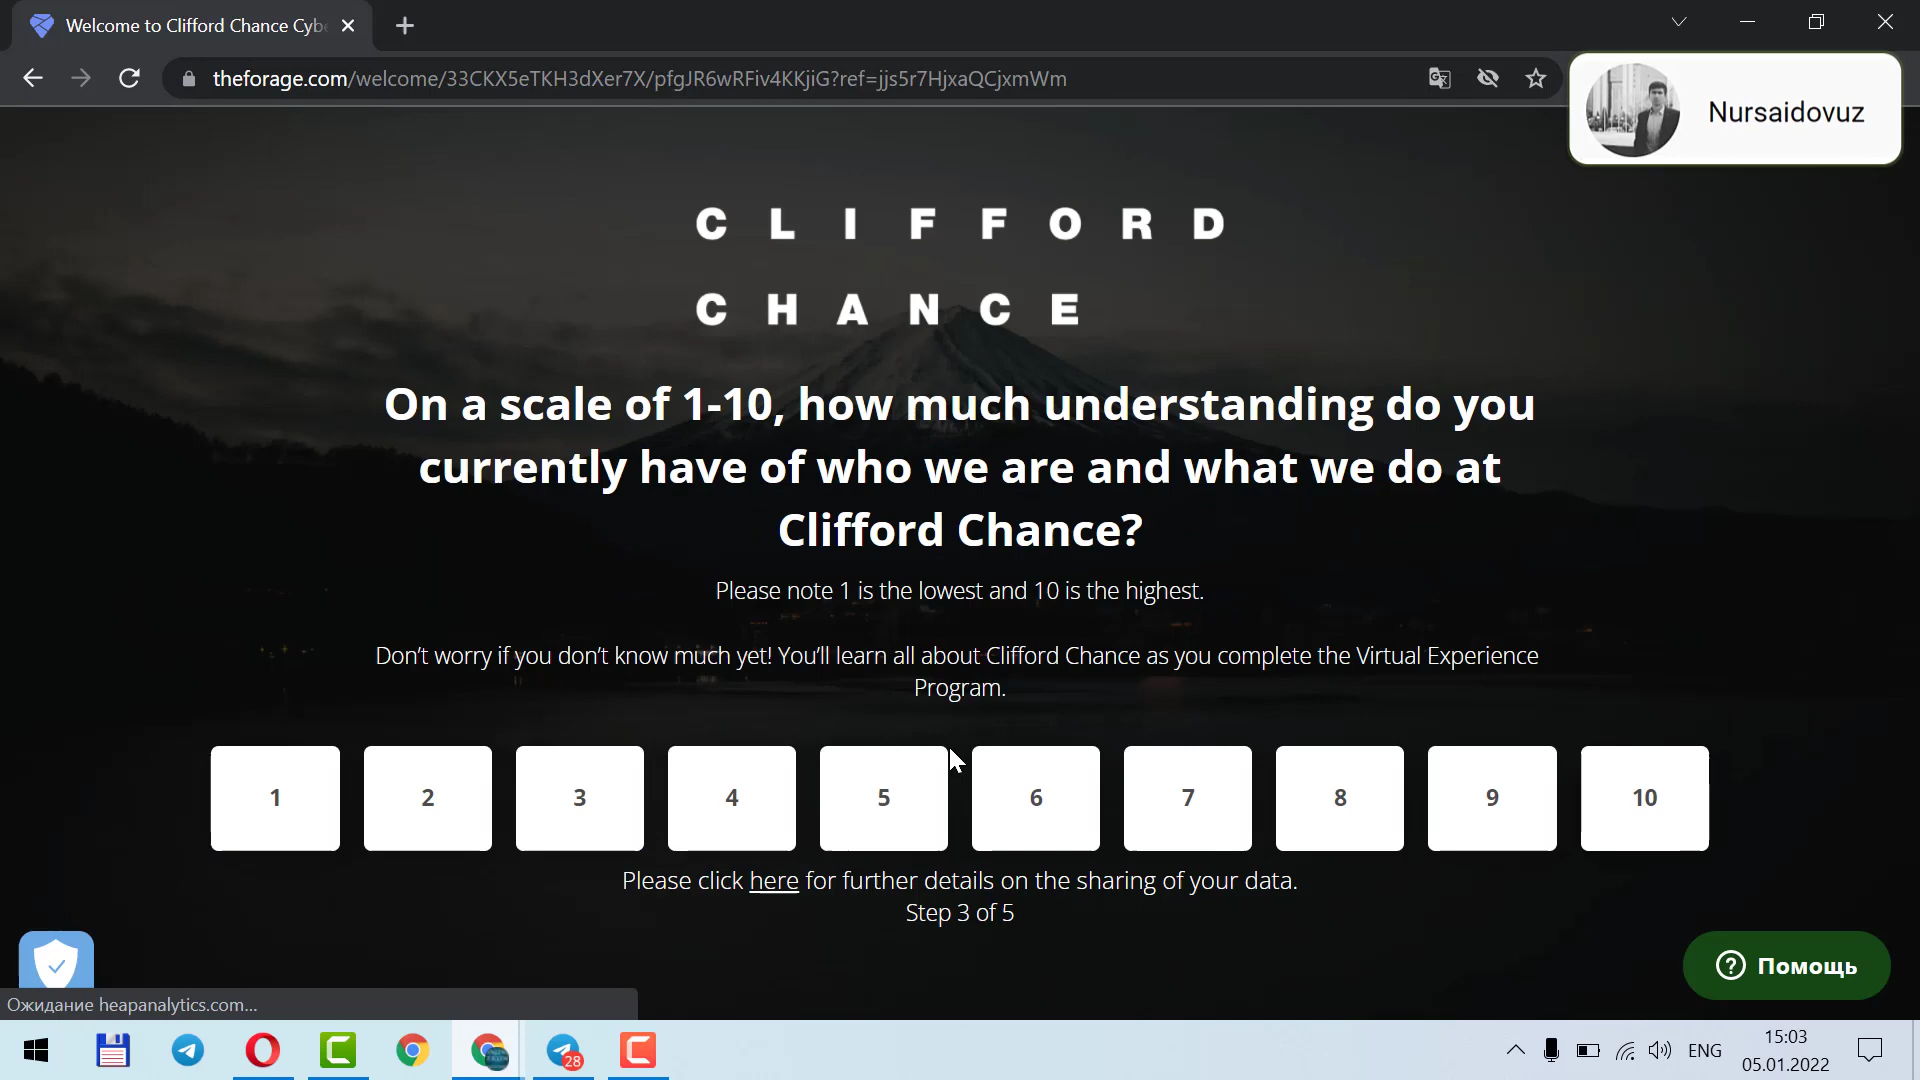 Welcome to Clifford Chance Cybe
theforage.com/welcome/33CKX5eTKH3dXer7X/pfgJR6wRFiv4KKjiG?ref=jjs5r7HjxaQCjxmWm
Nursaidovuz
CLIFFORD
CHANCE
On a scale of 1-10, how much understanding do you
currently have of who we are and what we do at
Clifford Chance?
Please note 1 is the lowest and 10 is the highest.
Don't worry if you don't know much yet! You'll learn all about Clifford Chance as you complete the Virtual Experience
Program.
1 2 3 4 5 6 7 8 9 10
Please click here for further details on the sharing of your data.
Step 3 of 5
Помощь
Ожидание heapanalytics.com...
28
ENG
15:03
05.01.2022